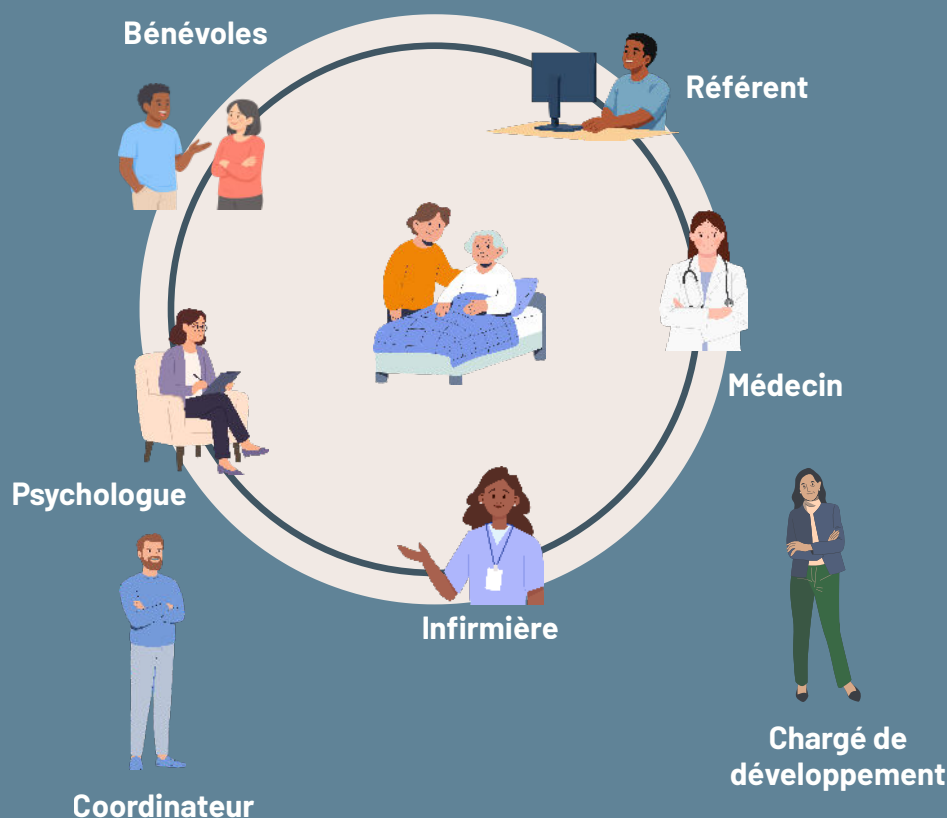 Bénévoles
Référent
Médecin
Psychologue
Infirmière
Chargé de
développement
Coordinateur